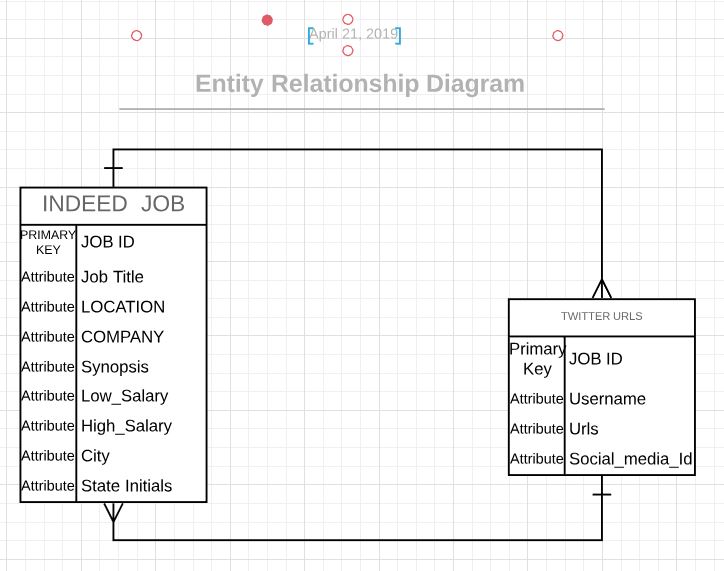 April 21, 2019
Entity Relationship Diagram
INDEED JOB
PRIMARY
KEY
JOB ID
Attribute Job Title
Attribute LOCATION
Attribute COMPANY
Attribute Synopsis
Attribute Low_Salary
Attribute High_Salary
Attribute City
Attribute State Initials
TWITTER URLS
Primary
Key
JOB ID
Attribute Username
Attribute Urls
Attribute Social_media_Id